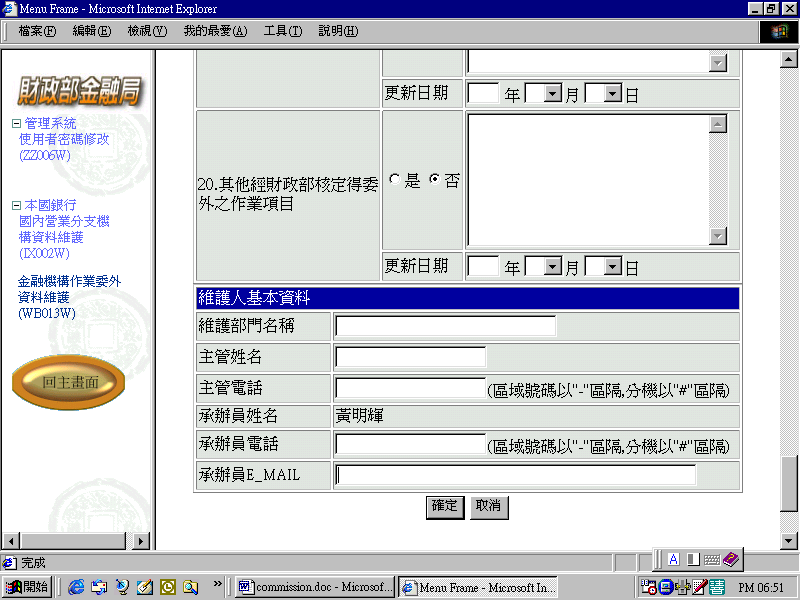 Menu Frame - Microsoft Internet Explorer
檔案(F) 編輯(E) 檢視(V) 我的最愛(A) 工具(T) 說明(H)
財政部金融局
管理系統
使用者密碼修改
(ZZ006W)
本國銀行
國內營業分支機
構資料維護
(IX002W)
金融機構作業委外
資料維護
(WB013W)
回主畫面
更新日期 年 月 日
20.其他經財政部核定得委
外之作業項目
是 否
更新日期 年 月 日
維護人基本資料
維護部門名稱
主管姓名
主管電話 (區域號碼以"-"區隔,分機以"#"區隔)
承辦員姓名 黃明輝
承辦員電話 (區域號碼以"-"區隔,分機以"#"區隔)
承辦員E_MAIL
確定 取消
完成
A
開始 » commission.doc - Microsof... Menu Frame - Microsoft In... PM 06:51